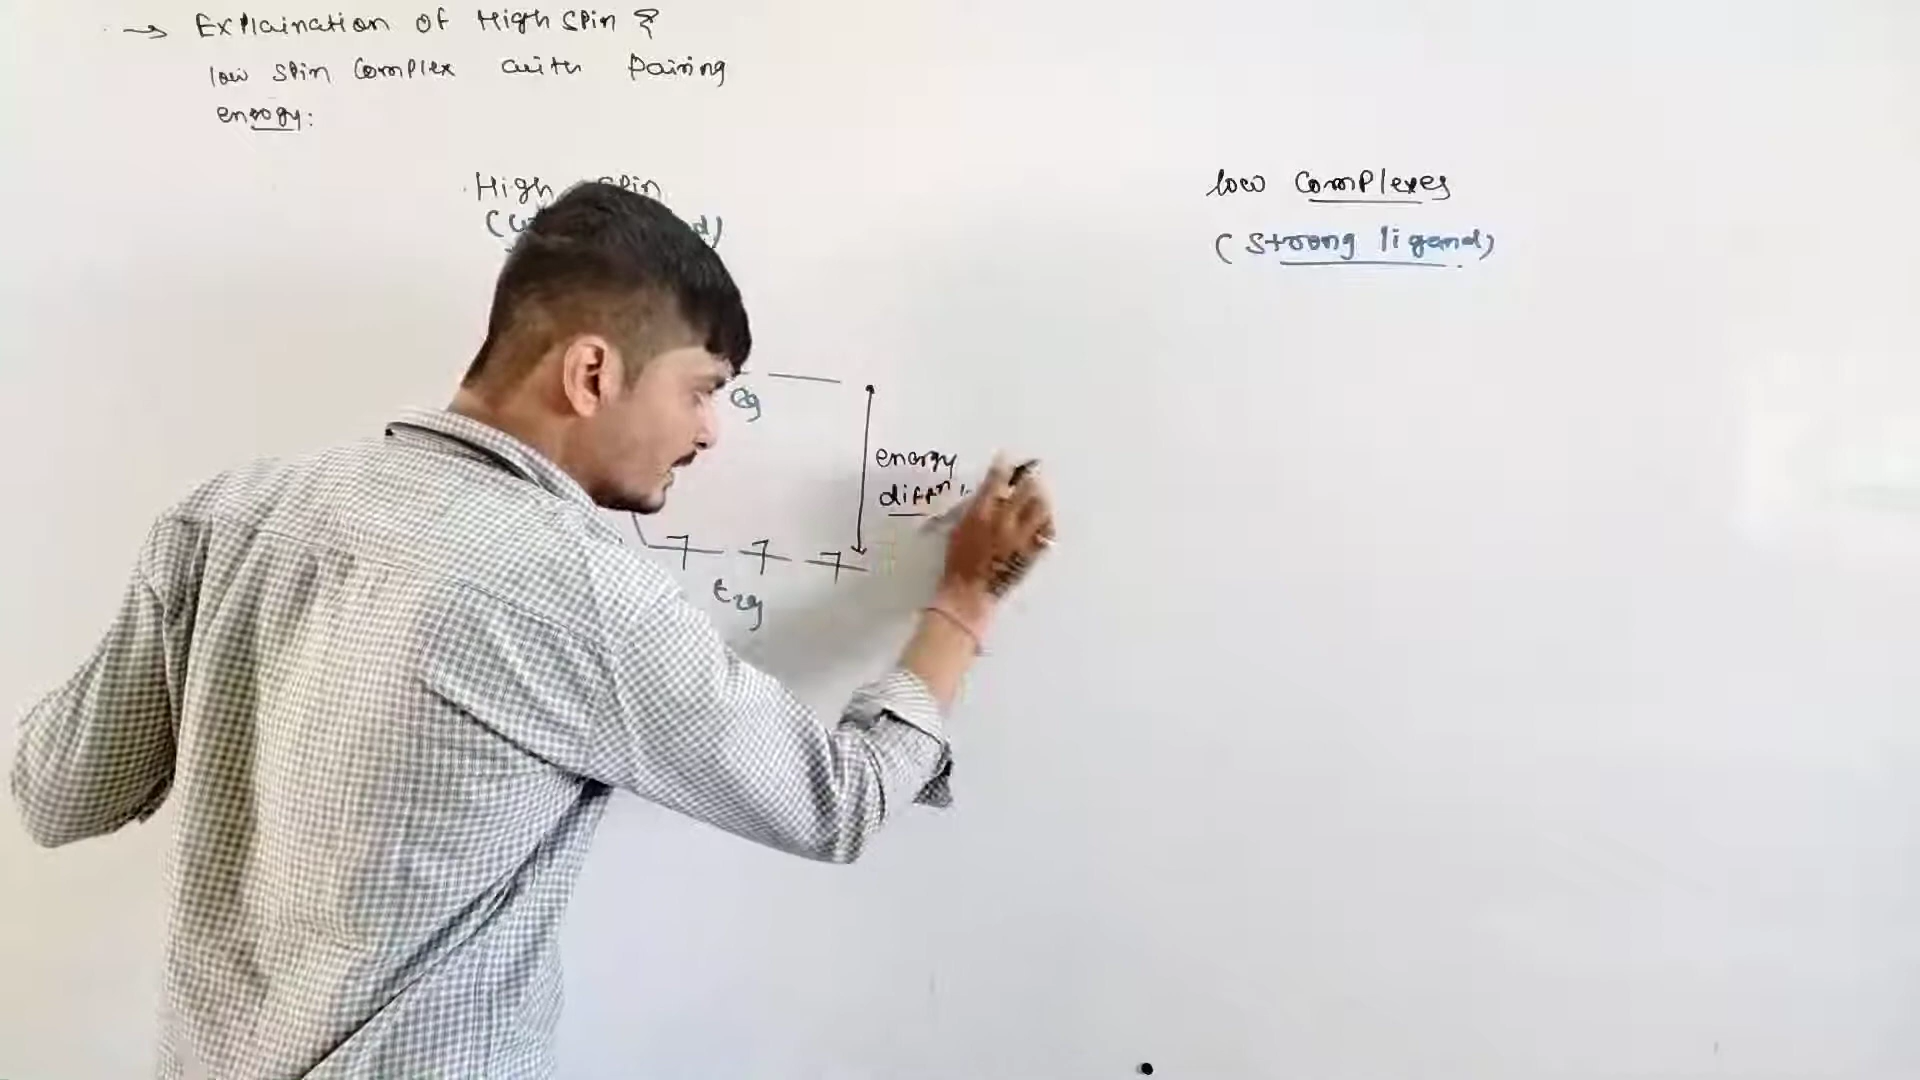 → Explaination of High spin &
low spin Complex with Pairing
energy:
High spin
low Complexes
(Strong ligand)
eg
energy
diffn
t2g